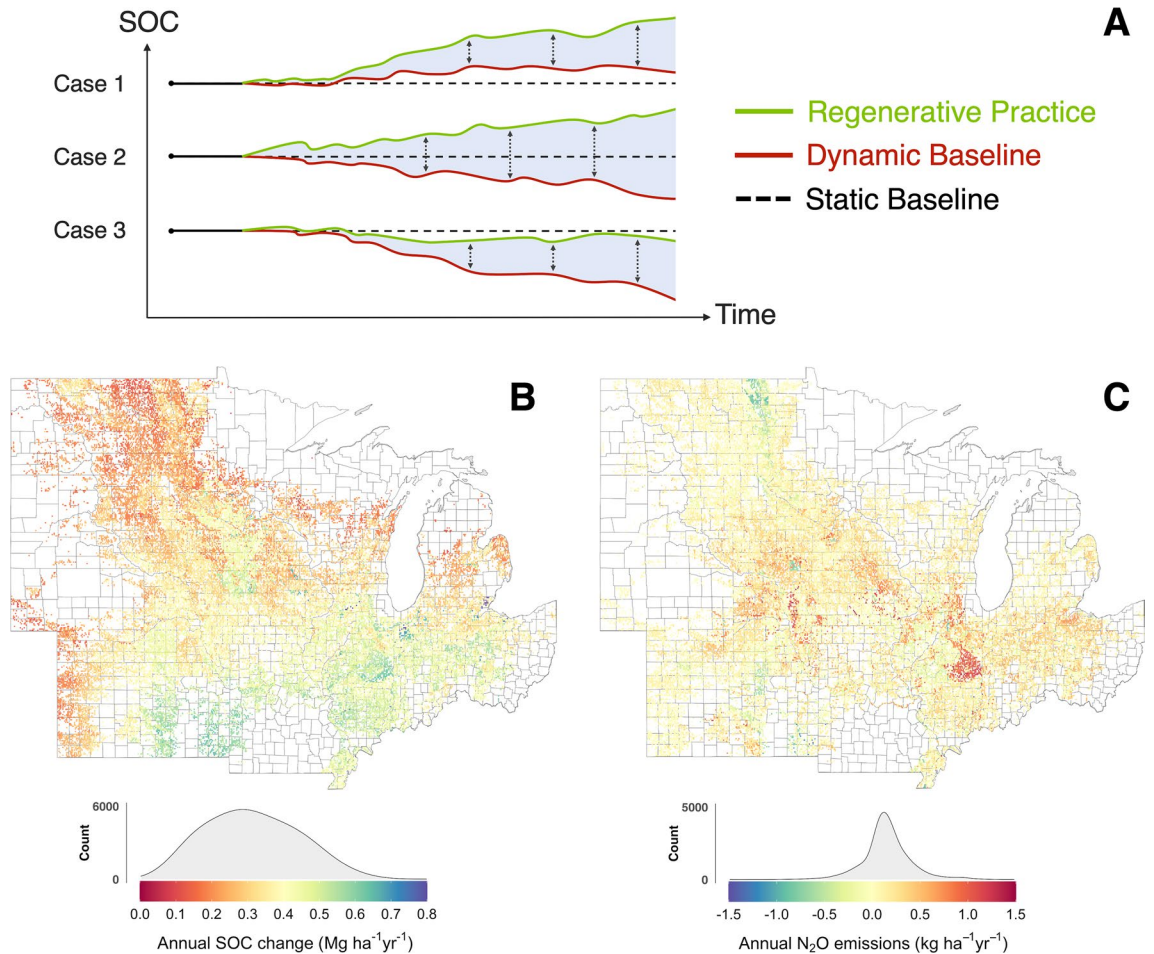 SOC
A
Case 1
Case 2
Case 3
Regenerative Practice
Dynamic Baseline
Static Baseline
Time
B
C
6000
Count
0
0.0 0.1 0.2 0.3 0.4 0.5 0.6 0.7 0.8
Annual SOC change (Mg ha⁻¹yr⁻¹)
5000
Count
0
-1.5 -1.0 -0.5 0.0 0.5 1.0 1.5
Annual N₂O emissions (kg ha⁻¹yr⁻¹)